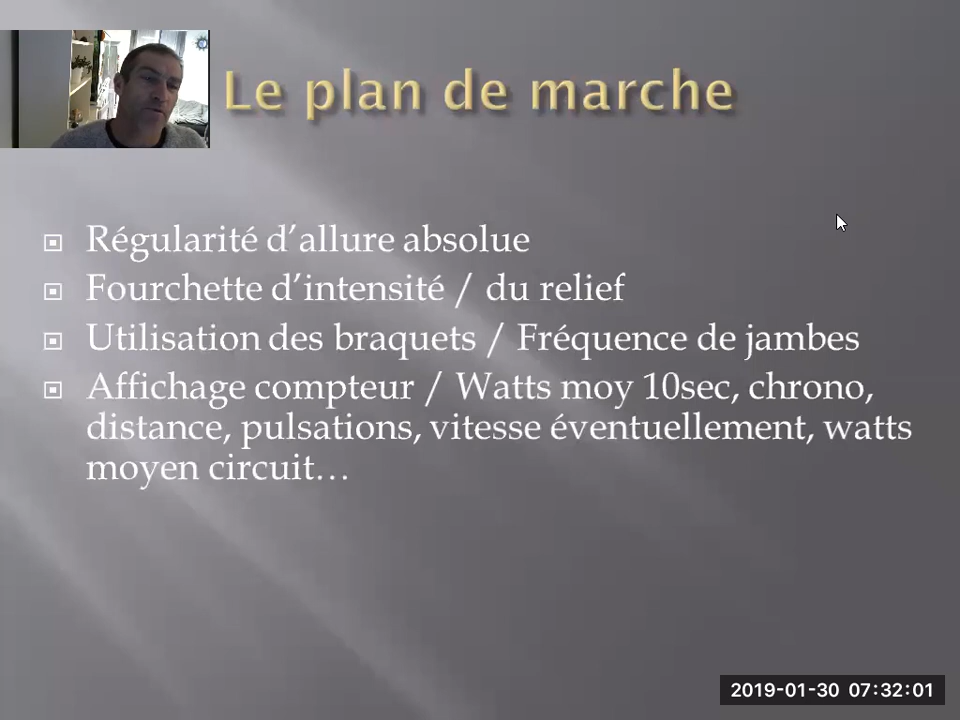 Le plan de marche
Régularité d’allure absolue
Fourchette d’intensité / du relief
Utilisation des braquets / Fréquence de jambes
Affichage compteur / Watts moy 10sec, chrono,
distance, pulsations, vitesse éventuellement, watts
moyen circuit…
2019-01-30 07:32:01